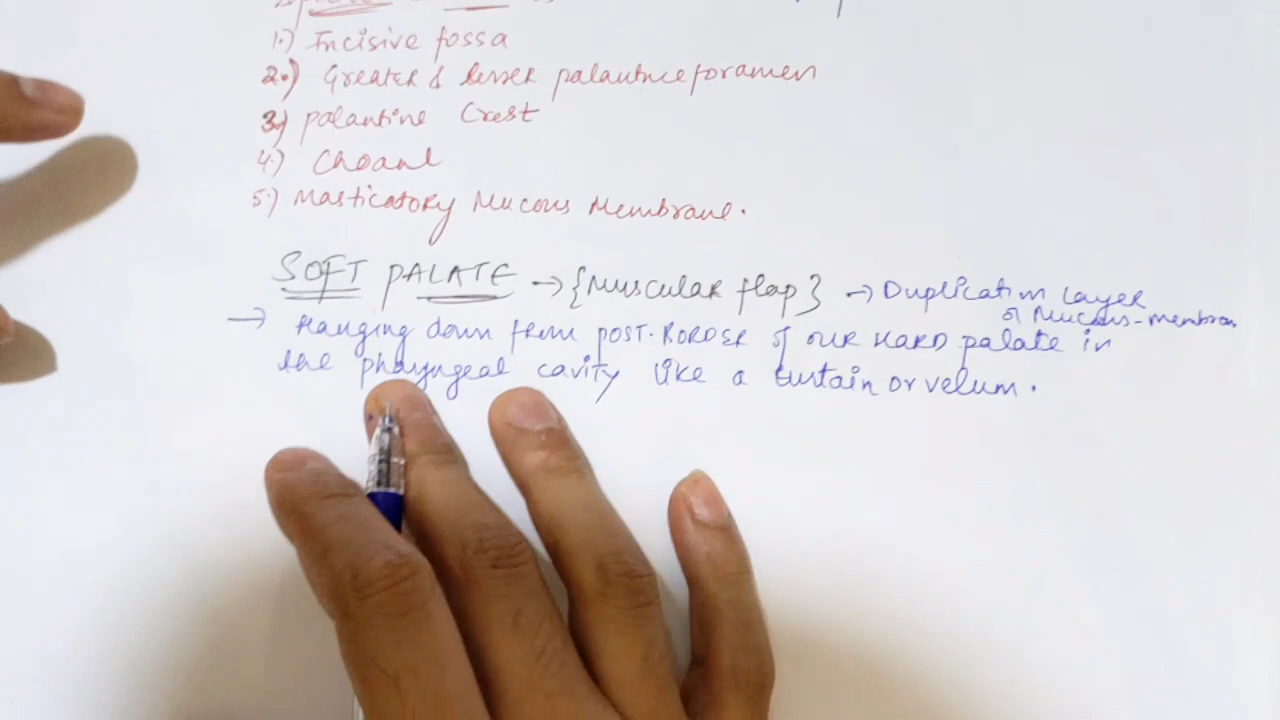 1.) Incisive fossa
2.) Greater & lesser palantine foramen
3.) palantine Crest
4.) Choanl
5.) Masticatory Mucous Membrane.
SOFT PALATE → {Muscular flap} → Duplication Layer
of Mucous-membran
→ Hanging down from POST. BORDER of our HARD palate in
the pharyngeal cavity like a curtain or velum.